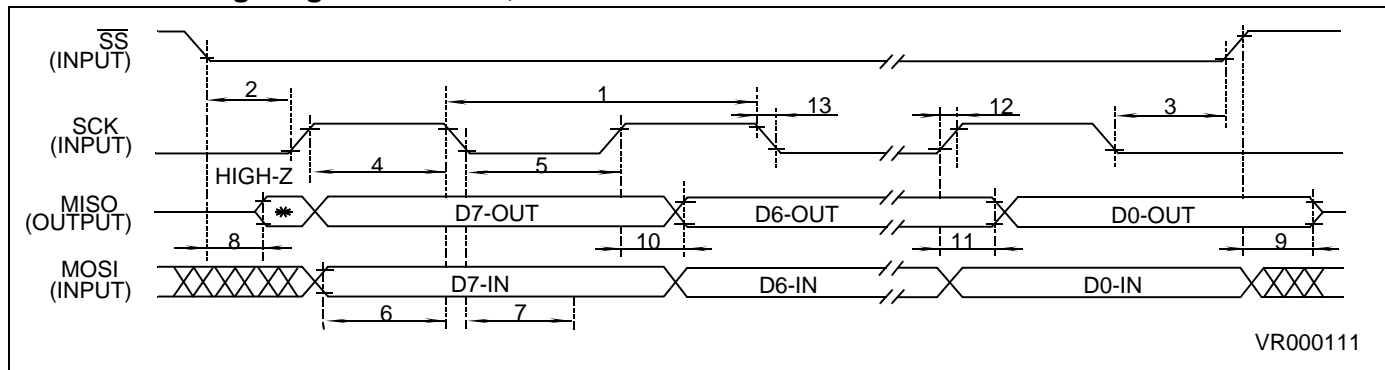 SS
(INPUT)
2
1
13
12
3
SCK
(INPUT)
4
5
HIGH-Z
MISO
(OUTPUT)
**
D7-OUT
D6-OUT
D0-OUT
8
10
11
9
MOSI
(INPUT)
D7-IN
D6-IN
D0-IN
6
7
VR000111